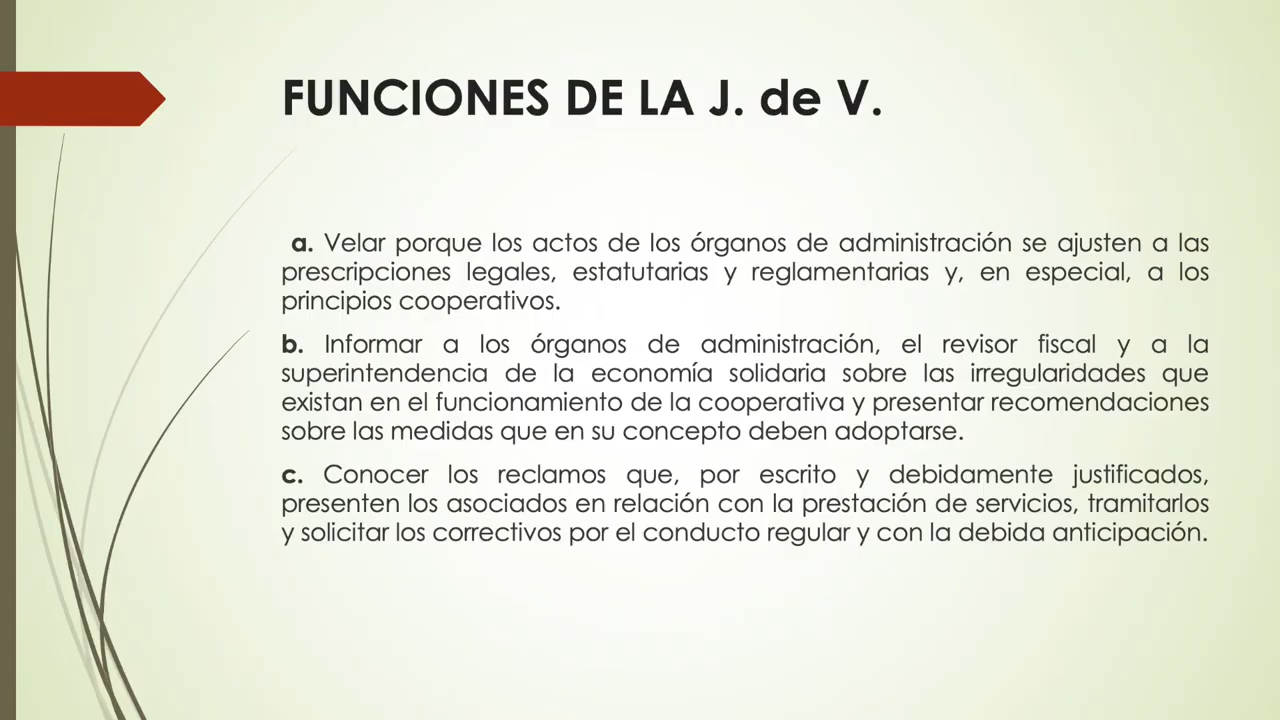 FUNCIONES DE LA J. de V.
a. Velar porque los actos de los órganos de administración se ajusten a las
prescripciones legales, estatutarias y reglamentarias y, en especial, a los
principios cooperativos.
b. Informar a los órganos de administración, el revisor fiscal y a la
superintendencia de la economía solidaria sobre las irregularidades que
existan en el funcionamiento de la cooperativa y presentar recomendaciones
sobre las medidas que en su concepto deben adoptarse.
c. Conocer los reclamos que, por escrito y debidamente justificados,
presenten los asociados en relación con la prestación de servicios, tramitarlos
y solicitar los correctivos por el conducto regular y con la debida anticipación.